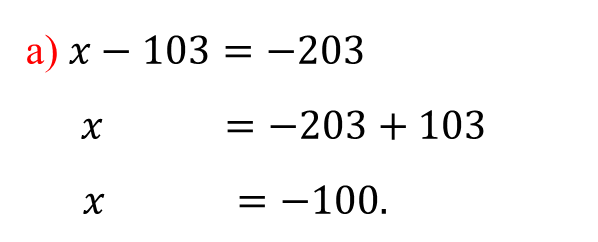 a) x − 103 = −203
x = −203 + 103
x = −100.